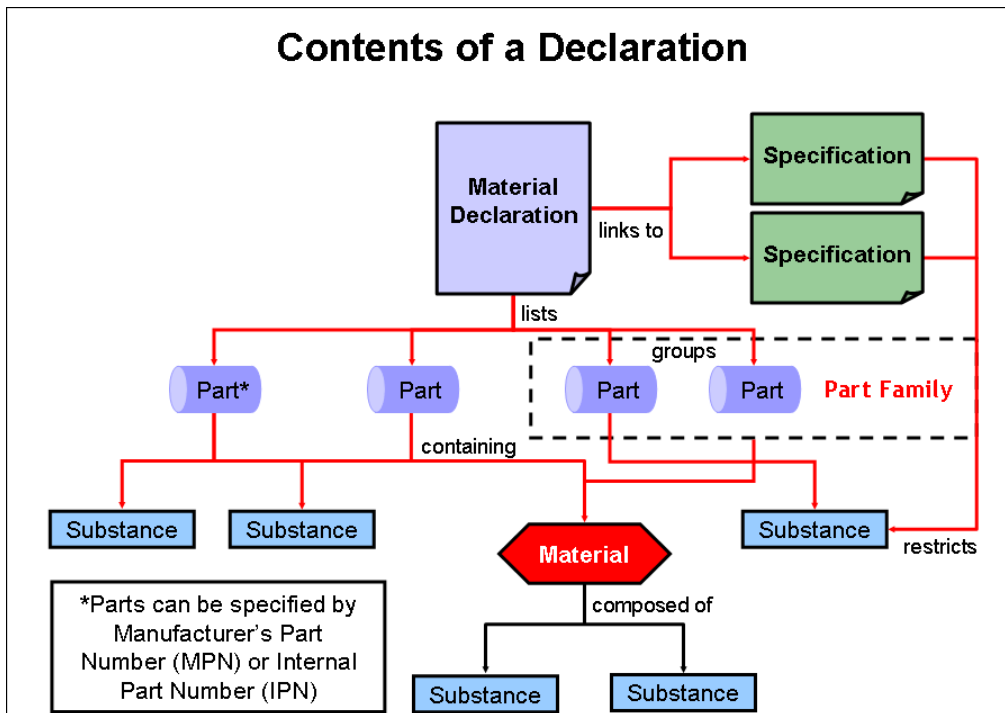 Contents of a Declaration
Material
Declaration
links to
Specification
Specification
lists
groups
Part*
Part
Part
Part
Part Family
containing
Substance
Substance
Material
Substance
restricts
composed of
Substance
Substance
*Parts can be specified by
Manufacturer's Part
Number (MPN) or Internal
Part Number (IPN)